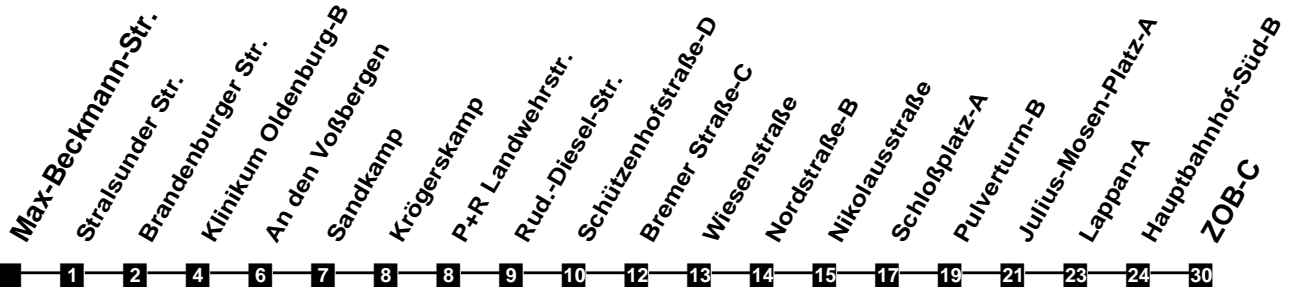 Max-Beckmann-Str.
Stralsunder Str.
Brandenburger Str.
Klinikum Oldenburg-B
An den Voßbergen
Sandkamp
Krögerskamp
P+R Landwehrstr.
Rud.-Diesel-Str.
Schützenhofstraße-D
Bremer Straße-C
Wiesenstraße
Nordstraße-B
Nikolausstraße
Schloßplatz-A
Pulverturm-B
Julius-Mosen-Platz-A
Lappan-A
Hauptbahnhof-Süd-B
ZOB-C
1 2 4 6 7 8 8 9 10 12 13 14 15 17 19 21 23 24 30